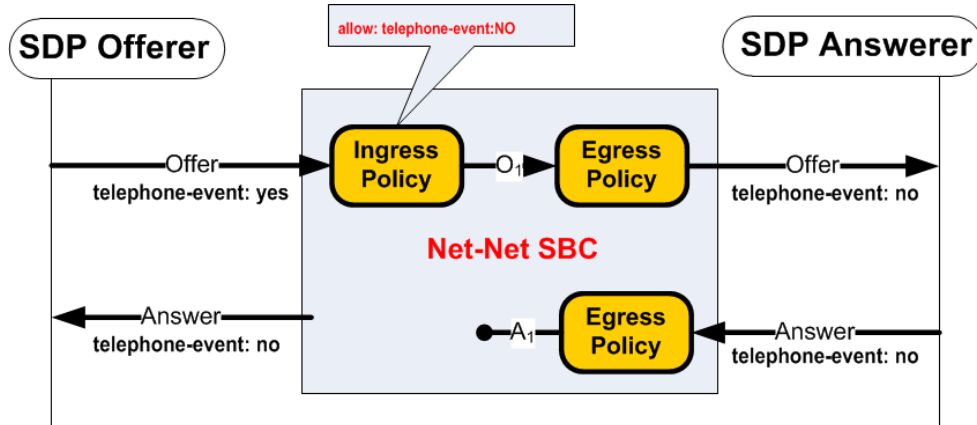 allow: telephone-event:NO
SDP Offerer
SDP Answerer
Ingress
Policy
Egress
Policy
Offer
O1
Offer
telephone-event: yes
telephone-event: no
Net-Net SBC
Egress
Policy
Answer
A1
Answer
telephone-event: no
telephone-event: no